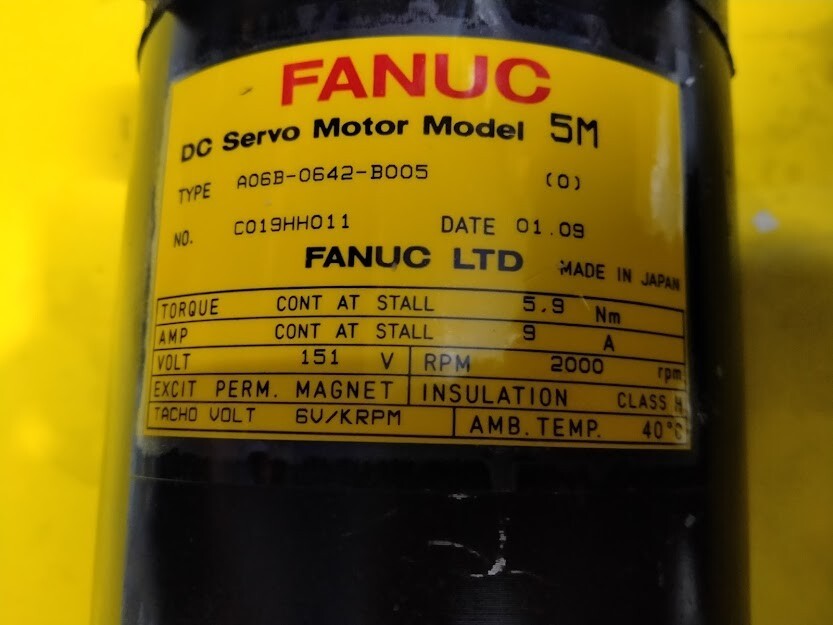 FANUC
DC Servo Motor Model 5M
TYPE A06B-0642-B005 (0)
NO. C019HH011 DATE 01.09
FANUC LTD MADE IN JAPAN
TORQUE CONT AT STALL 5.9 Nm
AMP CONT AT STALL 9 A
VOLT 151 V RPM 2000 rpm
EXCIT PERM. MAGNET INSULATION CLASS H
TACHO VOLT 6V/KRPM AMB. TEMP. 40°C